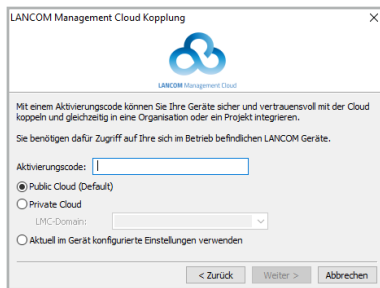 LANCOM Management Cloud Kopplung
LANCOM Management Cloud
Mit einem Aktivierungscode können Sie Ihre Geräte sicher und vertrauensvoll mit der Cloud
koppeln und gleichzeitig in eine Organisation oder ein Projekt integrieren.
Sie benötigen dafür Zugriff auf Ihre sich im Betrieb befindlichen LANCOM Geräte.
Aktivierungscode:
Public Cloud (Default)
Private Cloud
LMC-Domain:
Aktuell im Gerät konfigurierte Einstellungen verwenden
< Zurück Weiter > Abbrechen